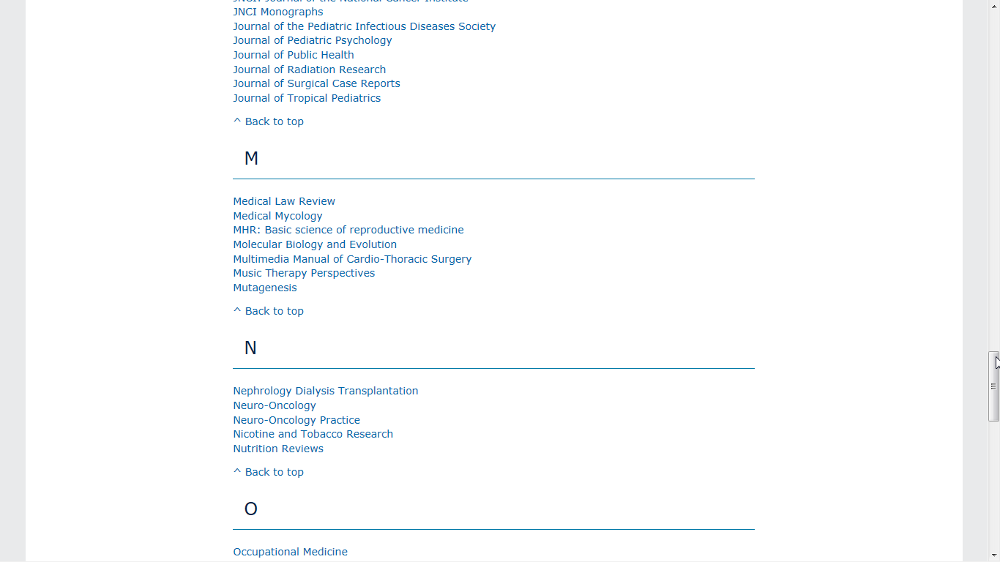 JNCI: Journal of the National Cancer Institute
JNCI Monographs
Journal of the Pediatric Infectious Diseases Society
Journal of Pediatric Psychology
Journal of Public Health
Journal of Radiation Research
Journal of Surgical Case Reports
Journal of Tropical Pediatrics
^ Back to top
M
Medical Law Review
Medical Mycology
MHR: Basic science of reproductive medicine
Molecular Biology and Evolution
Multimedia Manual of Cardio-Thoracic Surgery
Music Therapy Perspectives
Mutagenesis
^ Back to top
N
Nephrology Dialysis Transplantation
Neuro-Oncology
Neuro-Oncology Practice
Nicotine and Tobacco Research
Nutrition Reviews
^ Back to top
O
Occupational Medicine